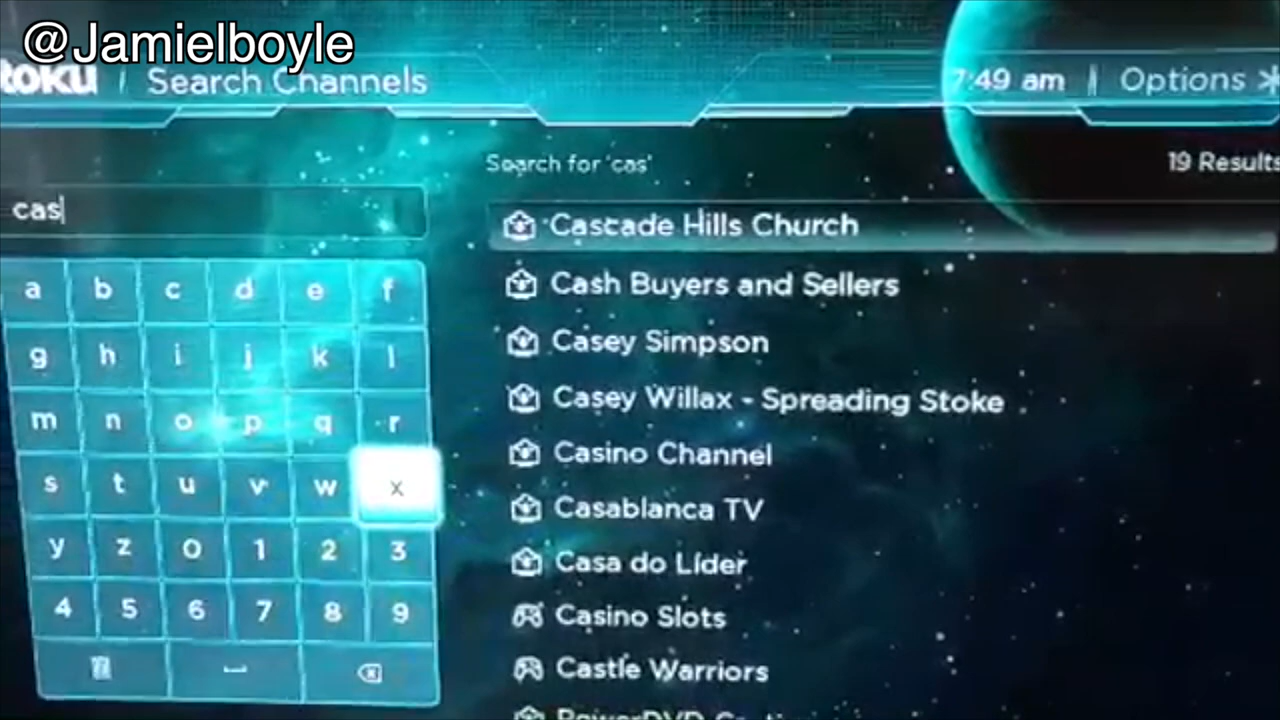 @Jamielboyle
Roku | Search Channels
7:49 am | Options
Search for 'cas'
19 Results
cas
a b c d e f
g h i j k l
m n o p q r
s t u v w x
y z 0 1 2 3
4 5 6 7 8 9
Cascade Hills Church
Cash Buyers and Sellers
Casey Simpson
Casey Willax - Spreading Stoke
Casino Channel
Casablanca TV
Casa do Líder
Casino Slots
Castle Warriors